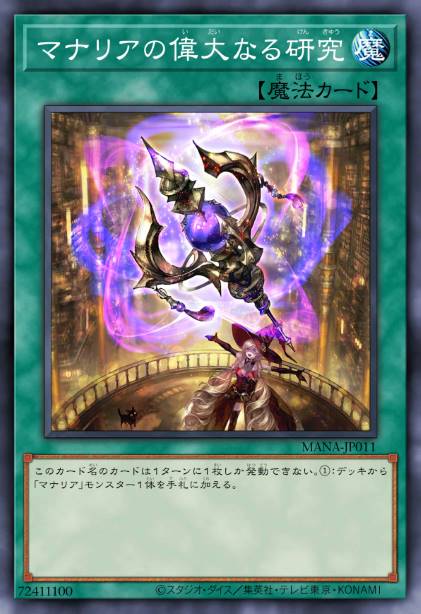 マナリアの偉大なる研究 魔
【魔法カード】
MANA-JP011
このカード名のカードは1ターンに1枚しか発動できない。①:デッキから
「マナリア」モンスター1体を手札に加える。
72411100 ©スタジオ・ダイス/集英社・テレビ東京・KONAMI